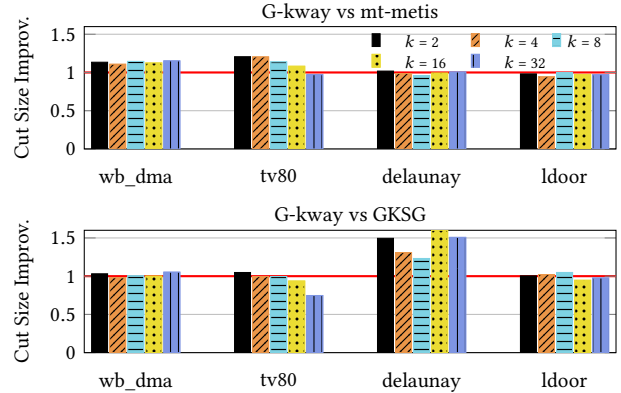 G-kway vs mt-metis
Cut Size Improv.
1.5
1
0.5
0
k = 2 k = 4 k = 8
k = 16 k = 32
wb_dma tv80 delaunay ldoor
G-kway vs GKSG
Cut Size Improv.
1.5
1
0.5
0
wb_dma tv80 delaunay ldoor